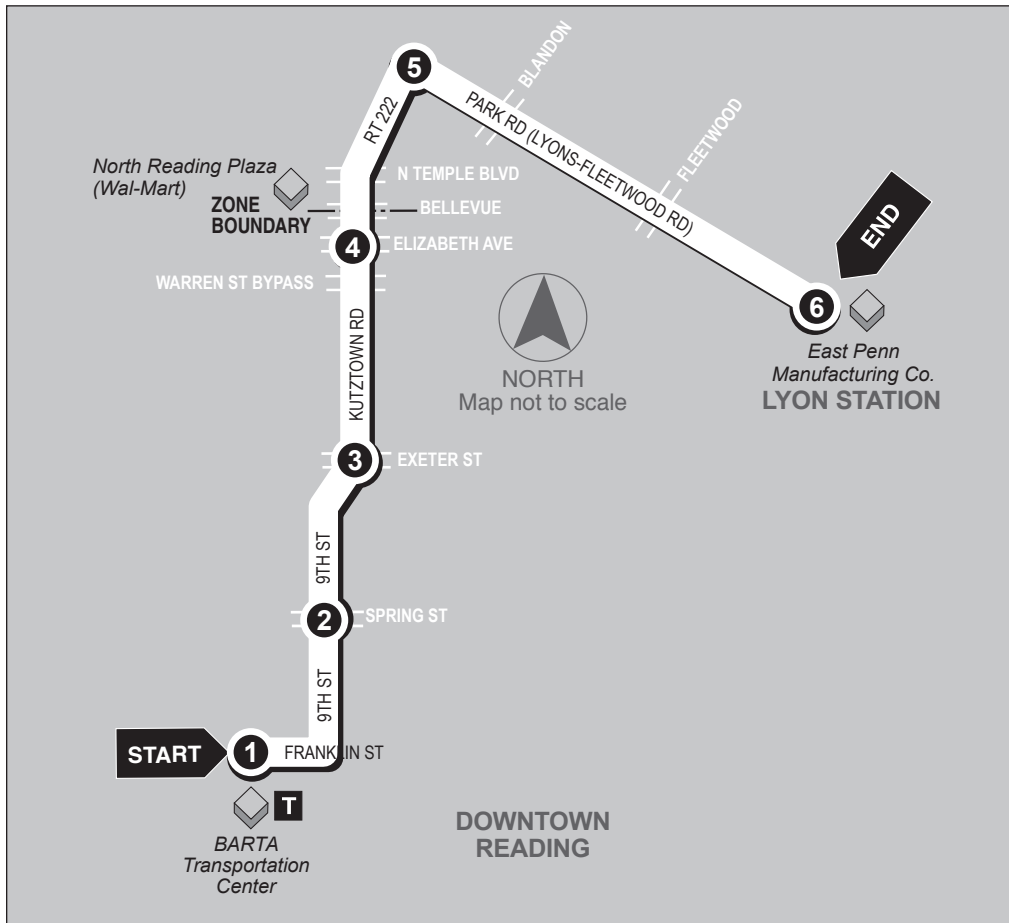 5
BLANDON
PARK RD (LYONS-FLEETWOOD RD)
FLEETWOOD
RT 222
North Reading Plaza
(Wal-Mart)
N TEMPLE BLVD
ZONE
BOUNDARY
BELLEVUE
4
ELIZABETH AVE
END
WARREN ST BYPASS
6
KUTZTOWN RD
NORTH
Map not to scale
East Penn
Manufacturing Co.
LYON STATION
3
EXETER ST
9TH ST
2
SPRING ST
9TH ST
START
1
FRANKLIN ST
T
BARTA
Transportation
Center
DOWNTOWN
READING